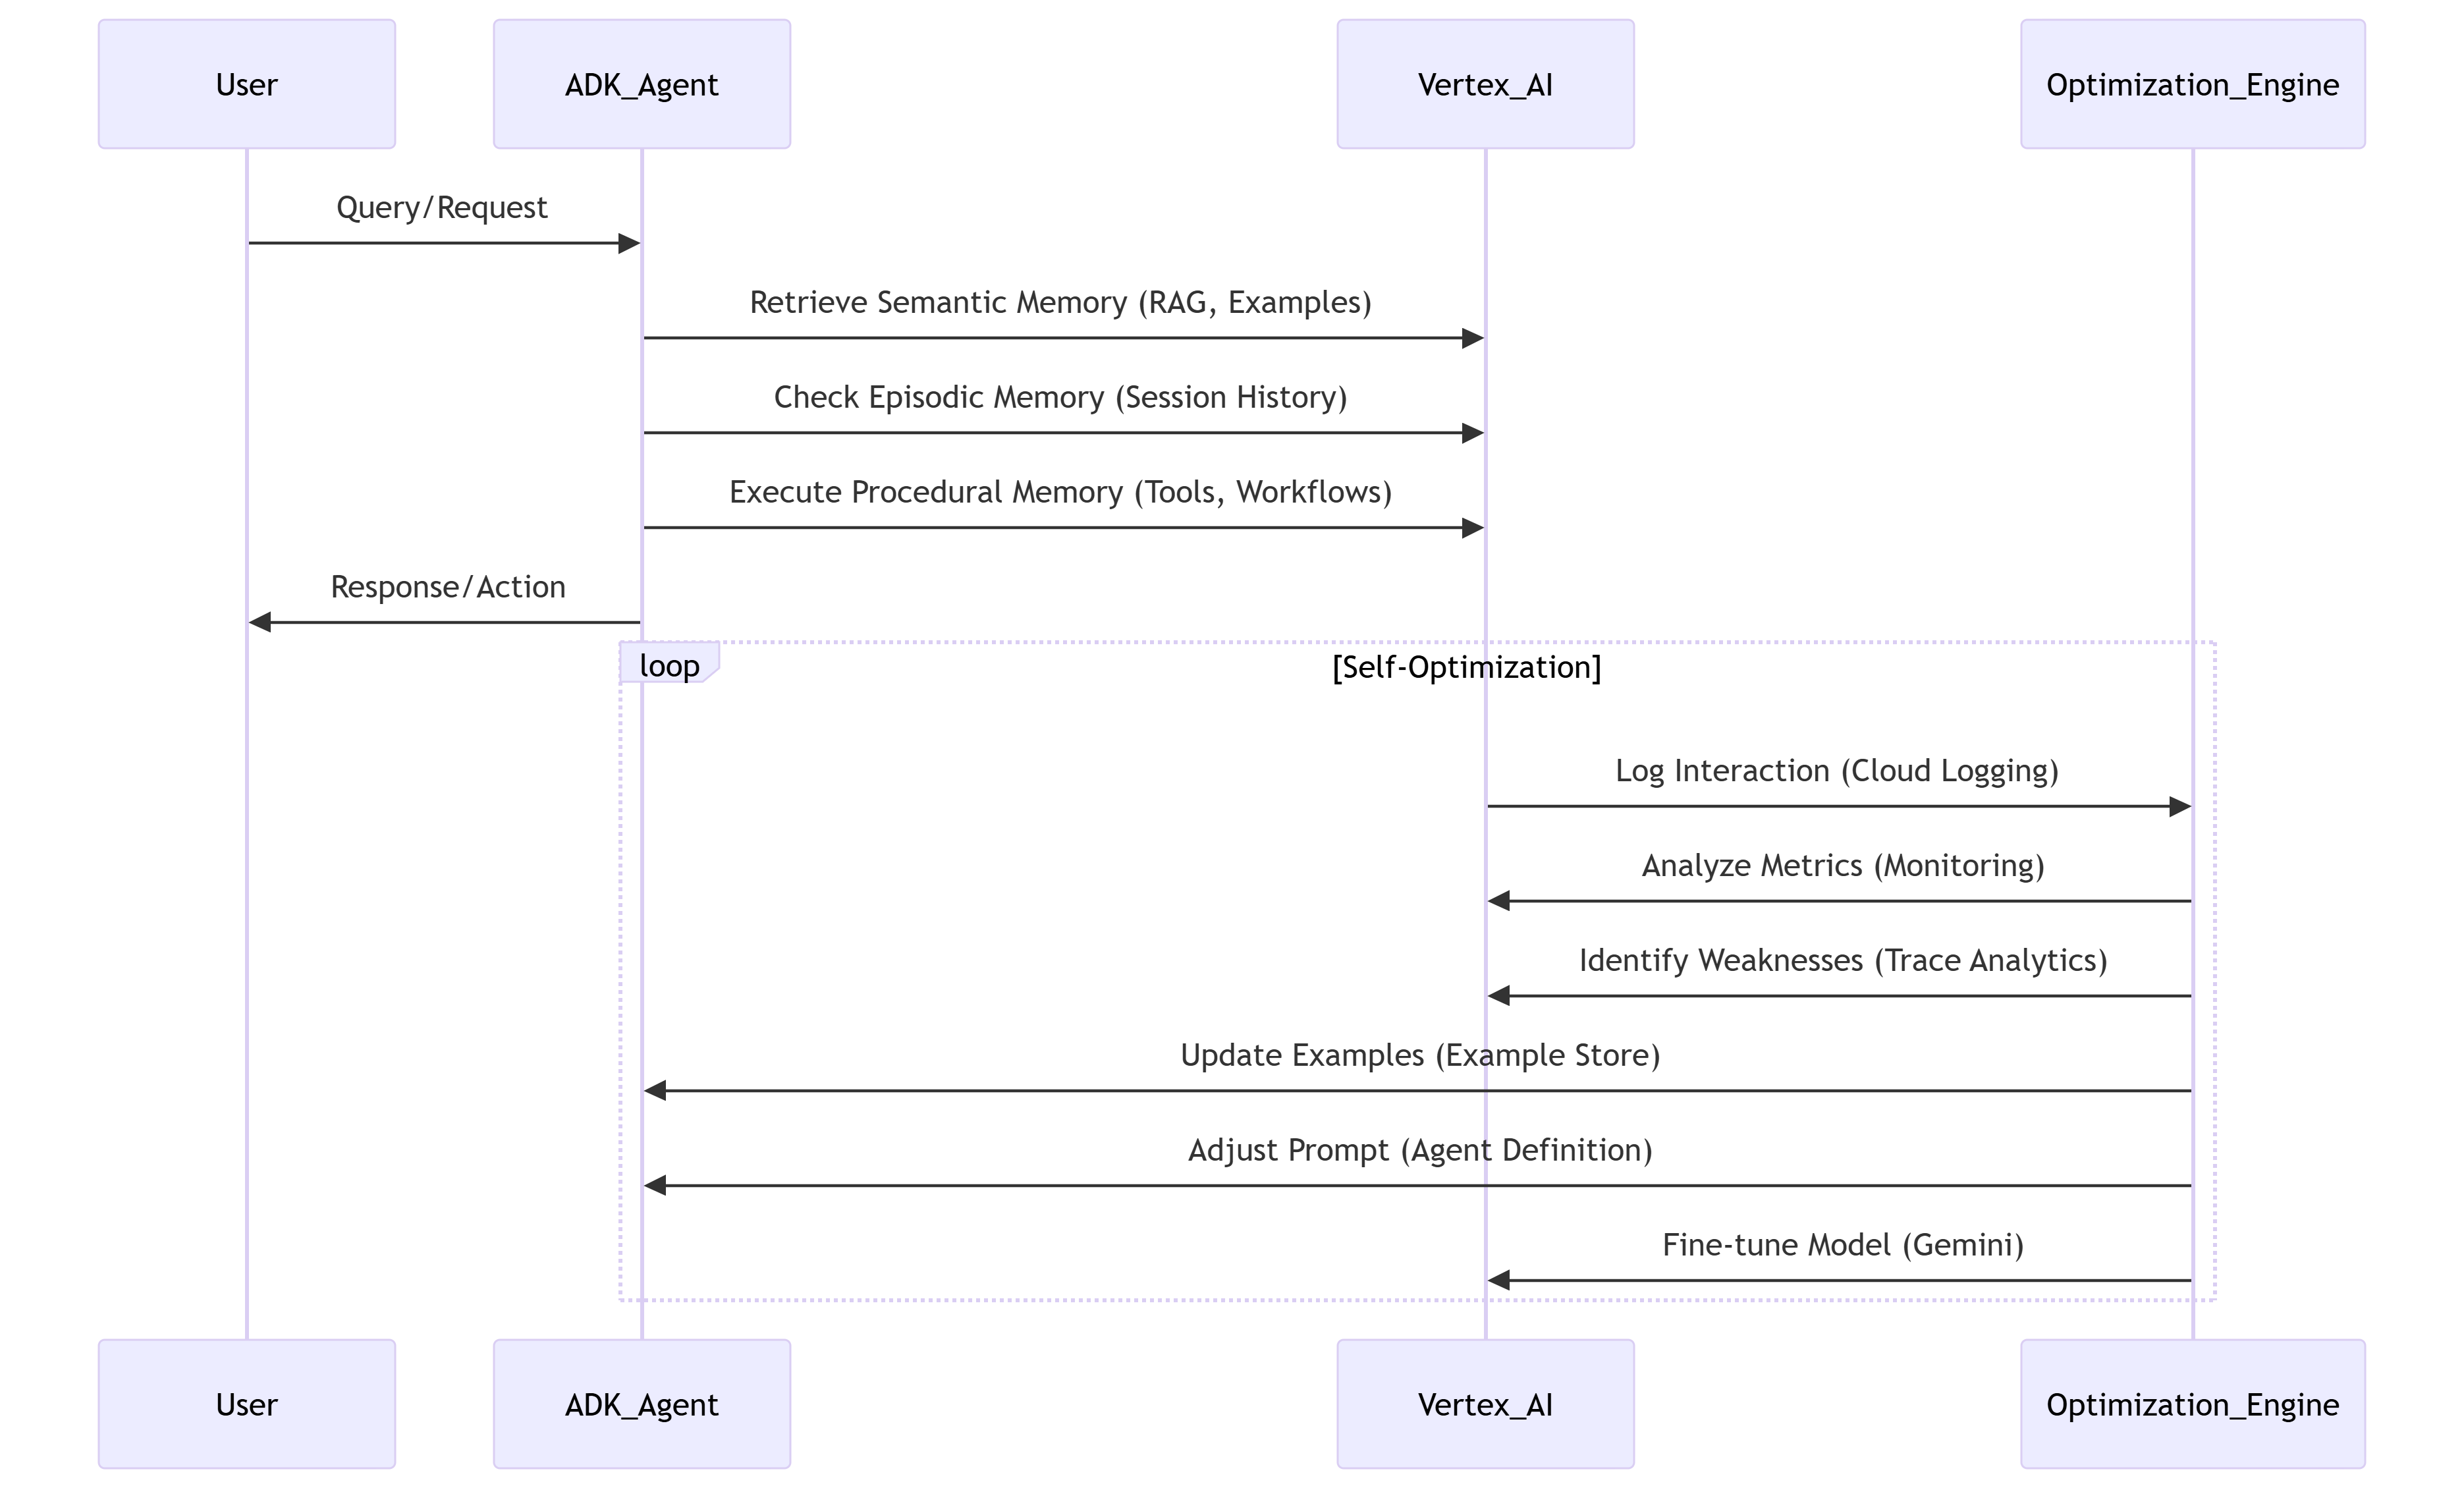 User
ADK_Agent
Vertex_AI
Optimization_Engine
Query/Request
Retrieve Semantic Memory (RAG, Examples)
Check Episodic Memory (Session History)
Execute Procedural Memory (Tools, Workflows)
Response/Action
loop
[Self-Optimization]
Log Interaction (Cloud Logging)
Analyze Metrics (Monitoring)
Identify Weaknesses (Trace Analytics)
Update Examples (Example Store)
Adjust Prompt (Agent Definition)
Fine-tune Model (Gemini)
User
ADK_Agent
Vertex_AI
Optimization_Engine